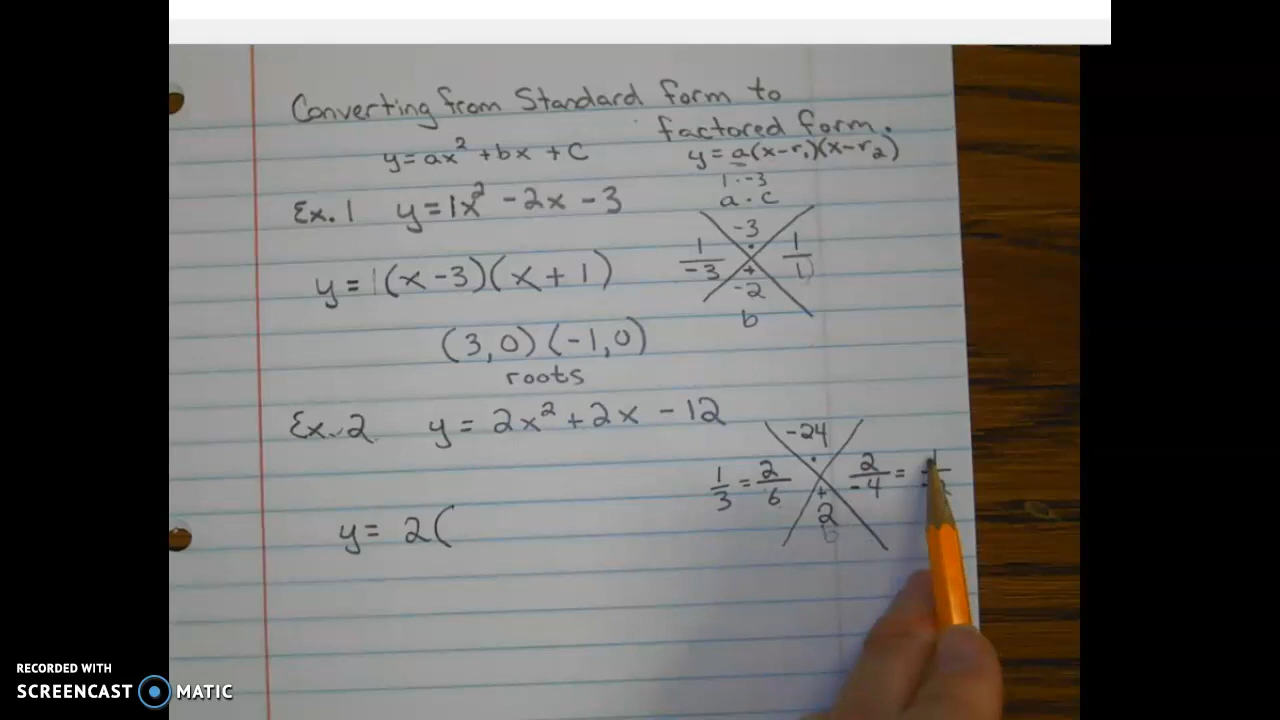 Converting from Standard form to
factored form.
y = ax² + bx + c
y = a(x-r₁)(x-r₂)
Ex. 1 y = 1x² - 2x - 3
1 · -3
a · c
-3
·
1/-3
1/1
+
-2
b
y = 1(x - 3)(x + 1)
(3, 0) (-1, 0)
roots
Ex. 2 y = 2x² + 2x - 12
-24
·
1/3 = 2/6
2/-4 =
+
2
b
y = 2(
RECORDED WITH
SCREENCAST MATIC